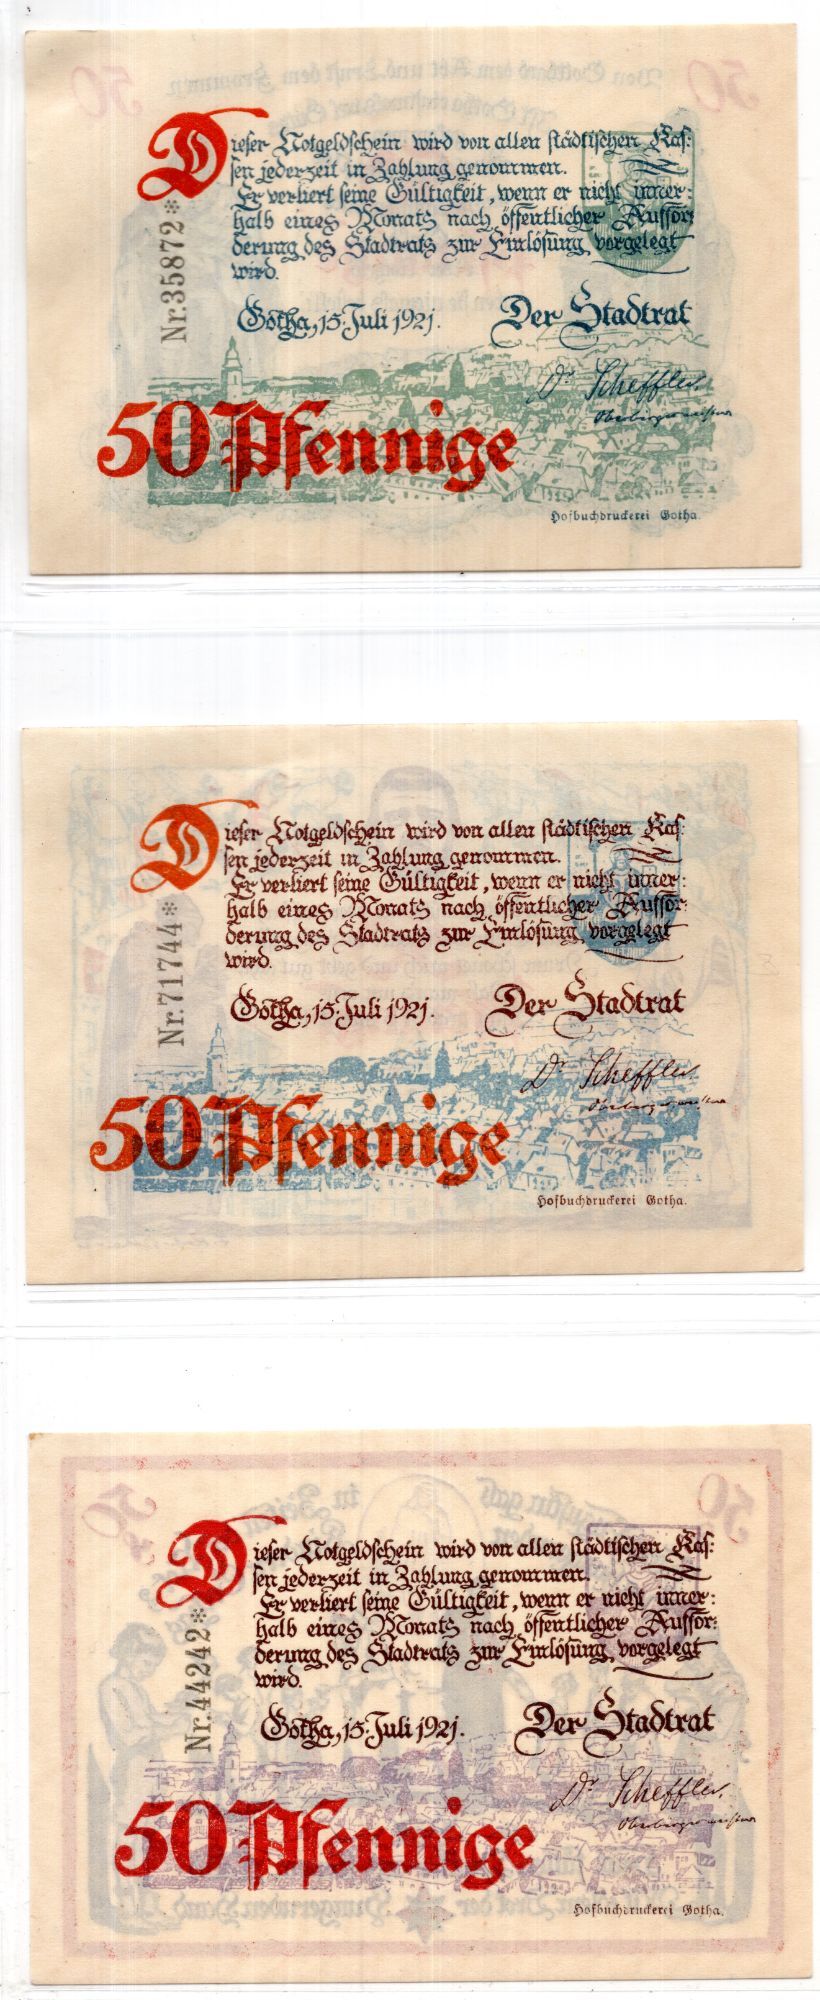 Dieser Notgeldschein wird von allen städtischen Kas:
sen jederzeit in Zahlung genommen.
Er verliert seine Gültigkeit, wenn er nicht inner:
halb eines Monats nach öffentlicher Auffor:
derung des Stadtrats zur Einlösung vorgelegt
wird.
Nr. 35872*
Gotha, 15. Juli 1921.
Der Stadtrat
Dr Scheffler
Oberbürgermeister
50 Pfennige
Hofbuchdruckerei Gotha.
Dieser Notgeldschein wird von allen städtischen Kas:
sen jederzeit in Zahlung genommen.
Er verliert seine Gültigkeit, wenn er nicht inner:
halb eines Monats nach öffentlicher Auffor:
derung des Stadtrats zur Einlösung vorgelegt
wird.
Nr. 71744*
Gotha, 15. Juli 1921.
Der Stadtrat
Dr Scheffler
Oberbürgermeister
50 Pfennige
Hofbuchdruckerei Gotha.
Dieser Notgeldschein wird von allen städtischen Kas:
sen jederzeit in Zahlung genommen.
Er verliert seine Gültigkeit, wenn er nicht inner:
halb eines Monats nach öffentlicher Auffor:
derung des Stadtrats zur Einlösung vorgelegt
wird.
Nr. 44242*
Gotha, 15. Juli 1921.
Der Stadtrat
Dr Scheffler
Oberbürgermeister
50 Pfennige
Hofbuchdruckerei Gotha.